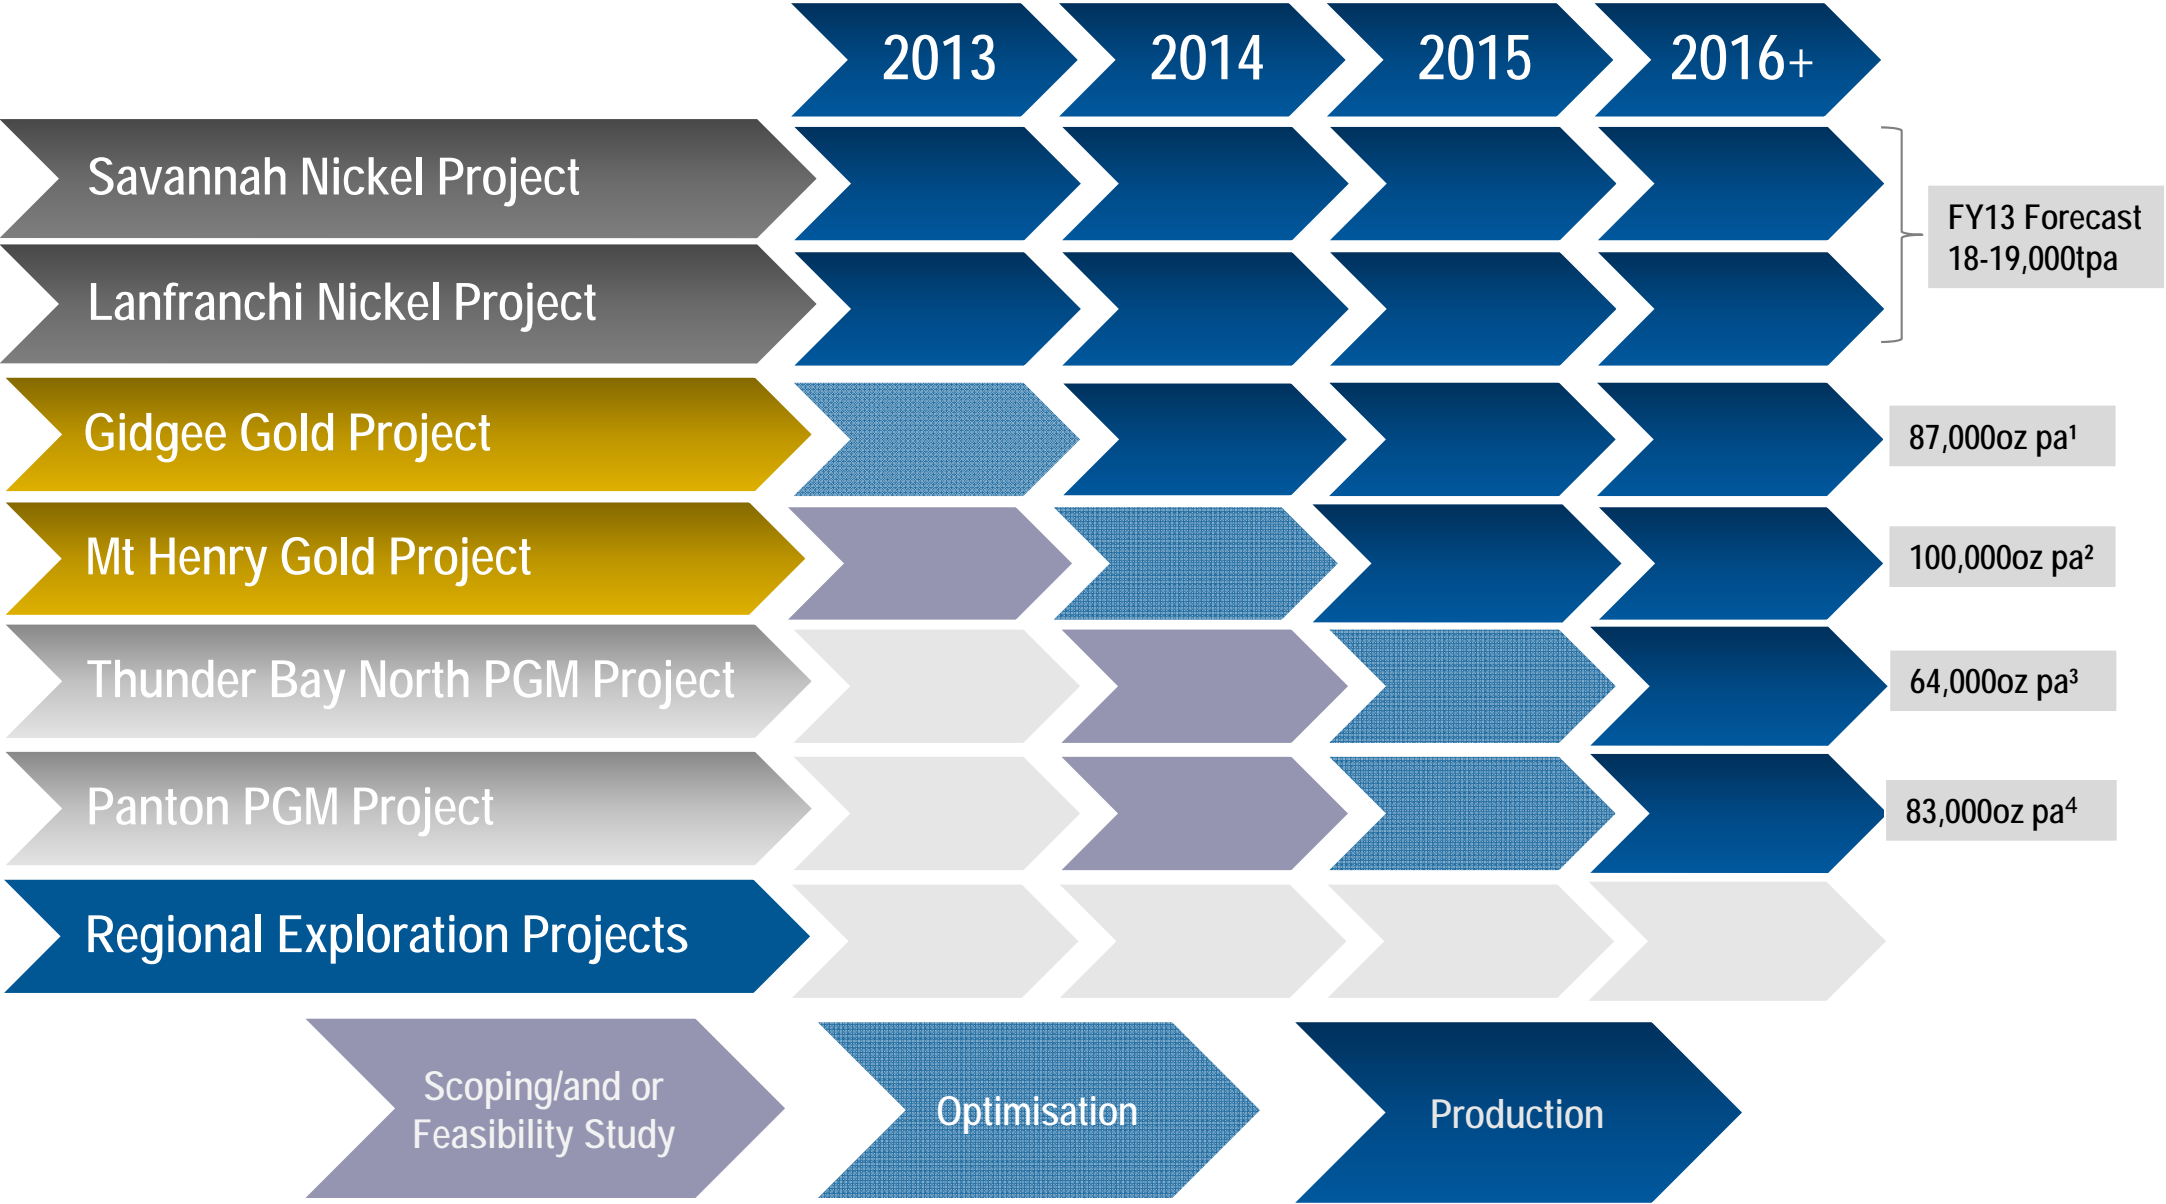 2013 2014 2015 2016+
Savannah Nickel Project
FY13 Forecast
18-19,000tpa
Lanfranchi Nickel Project
Gidgee Gold Project
87,000oz pa¹
Mt Henry Gold Project
100,000oz pa²
Thunder Bay North PGM Project
64,000oz pa³
Panton PGM Project
83,000oz pa⁴
Regional Exploration Projects
Scoping/and or
Feasibility Study
Optimisation
Production